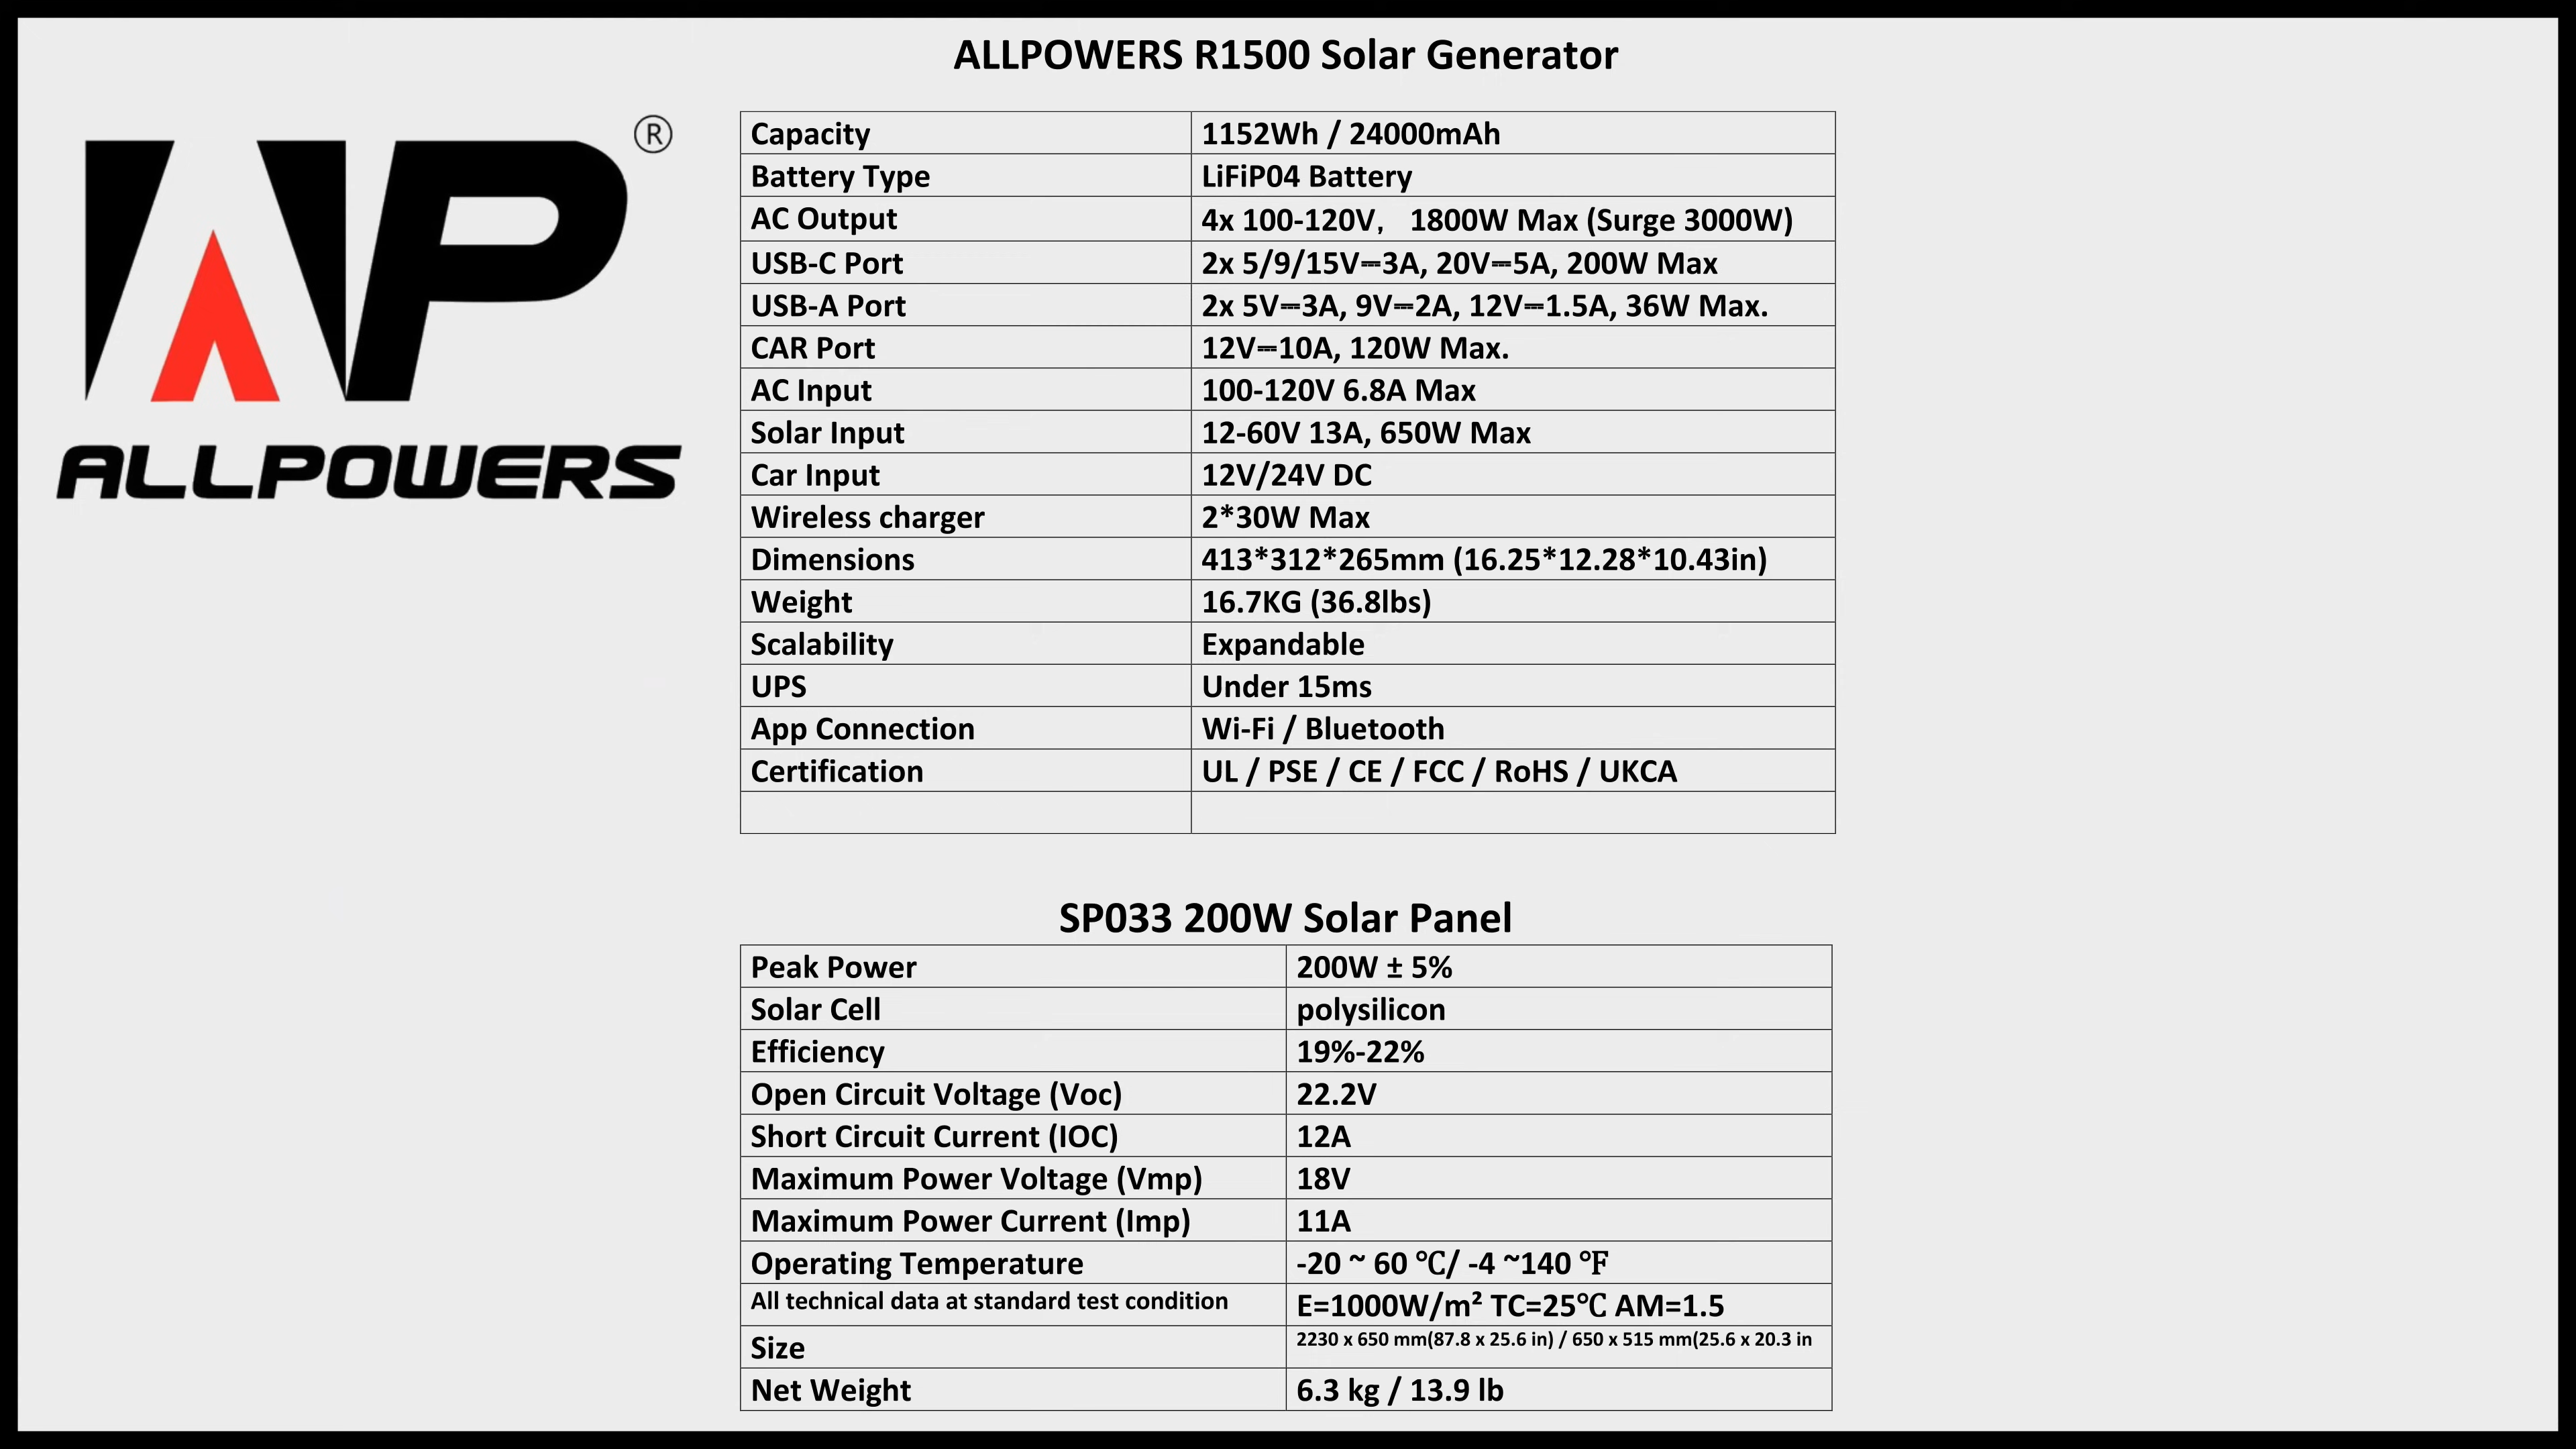 ALLPOWERS R1500 Solar Generator
AP®
ALLPOWERS
Capacity 1152Wh / 24000mAh
Battery Type LiFiP04 Battery
AC Output 4x 100-120V, 1800W Max (Surge 3000W)
USB-C Port 2x 5/9/15V⎓3A, 20V⎓5A, 200W Max
USB-A Port 2x 5V⎓3A, 9V⎓2A, 12V⎓1.5A, 36W Max.
CAR Port 12V⎓10A, 120W Max.
AC Input 100-120V 6.8A Max
Solar Input 12-60V 13A, 650W Max
Car Input 12V/24V DC
Wireless charger 2*30W Max
Dimensions 413*312*265mm (16.25*12.28*10.43in)
Weight 16.7KG (36.8lbs)
Scalability Expandable
UPS Under 15ms
App Connection Wi-Fi / Bluetooth
Certification UL / PSE / CE / FCC / RoHS / UKCA
SP033 200W Solar Panel
Peak Power 200W ± 5%
Solar Cell polysilicon
Efficiency 19%-22%
Open Circuit Voltage (Voc) 22.2V
Short Circuit Current (IOC) 12A
Maximum Power Voltage (Vmp) 18V
Maximum Power Current (Imp) 11A
Operating Temperature -20 ~ 60 ℃/ -4 ~140 ℉
All technical data at standard test condition E=1000W/m² TC=25℃ AM=1.5
Size 2230 x 650 mm(87.8 x 25.6 in) / 650 x 515 mm(25.6 x 20.3 in
Net Weight 6.3 kg / 13.9 lb